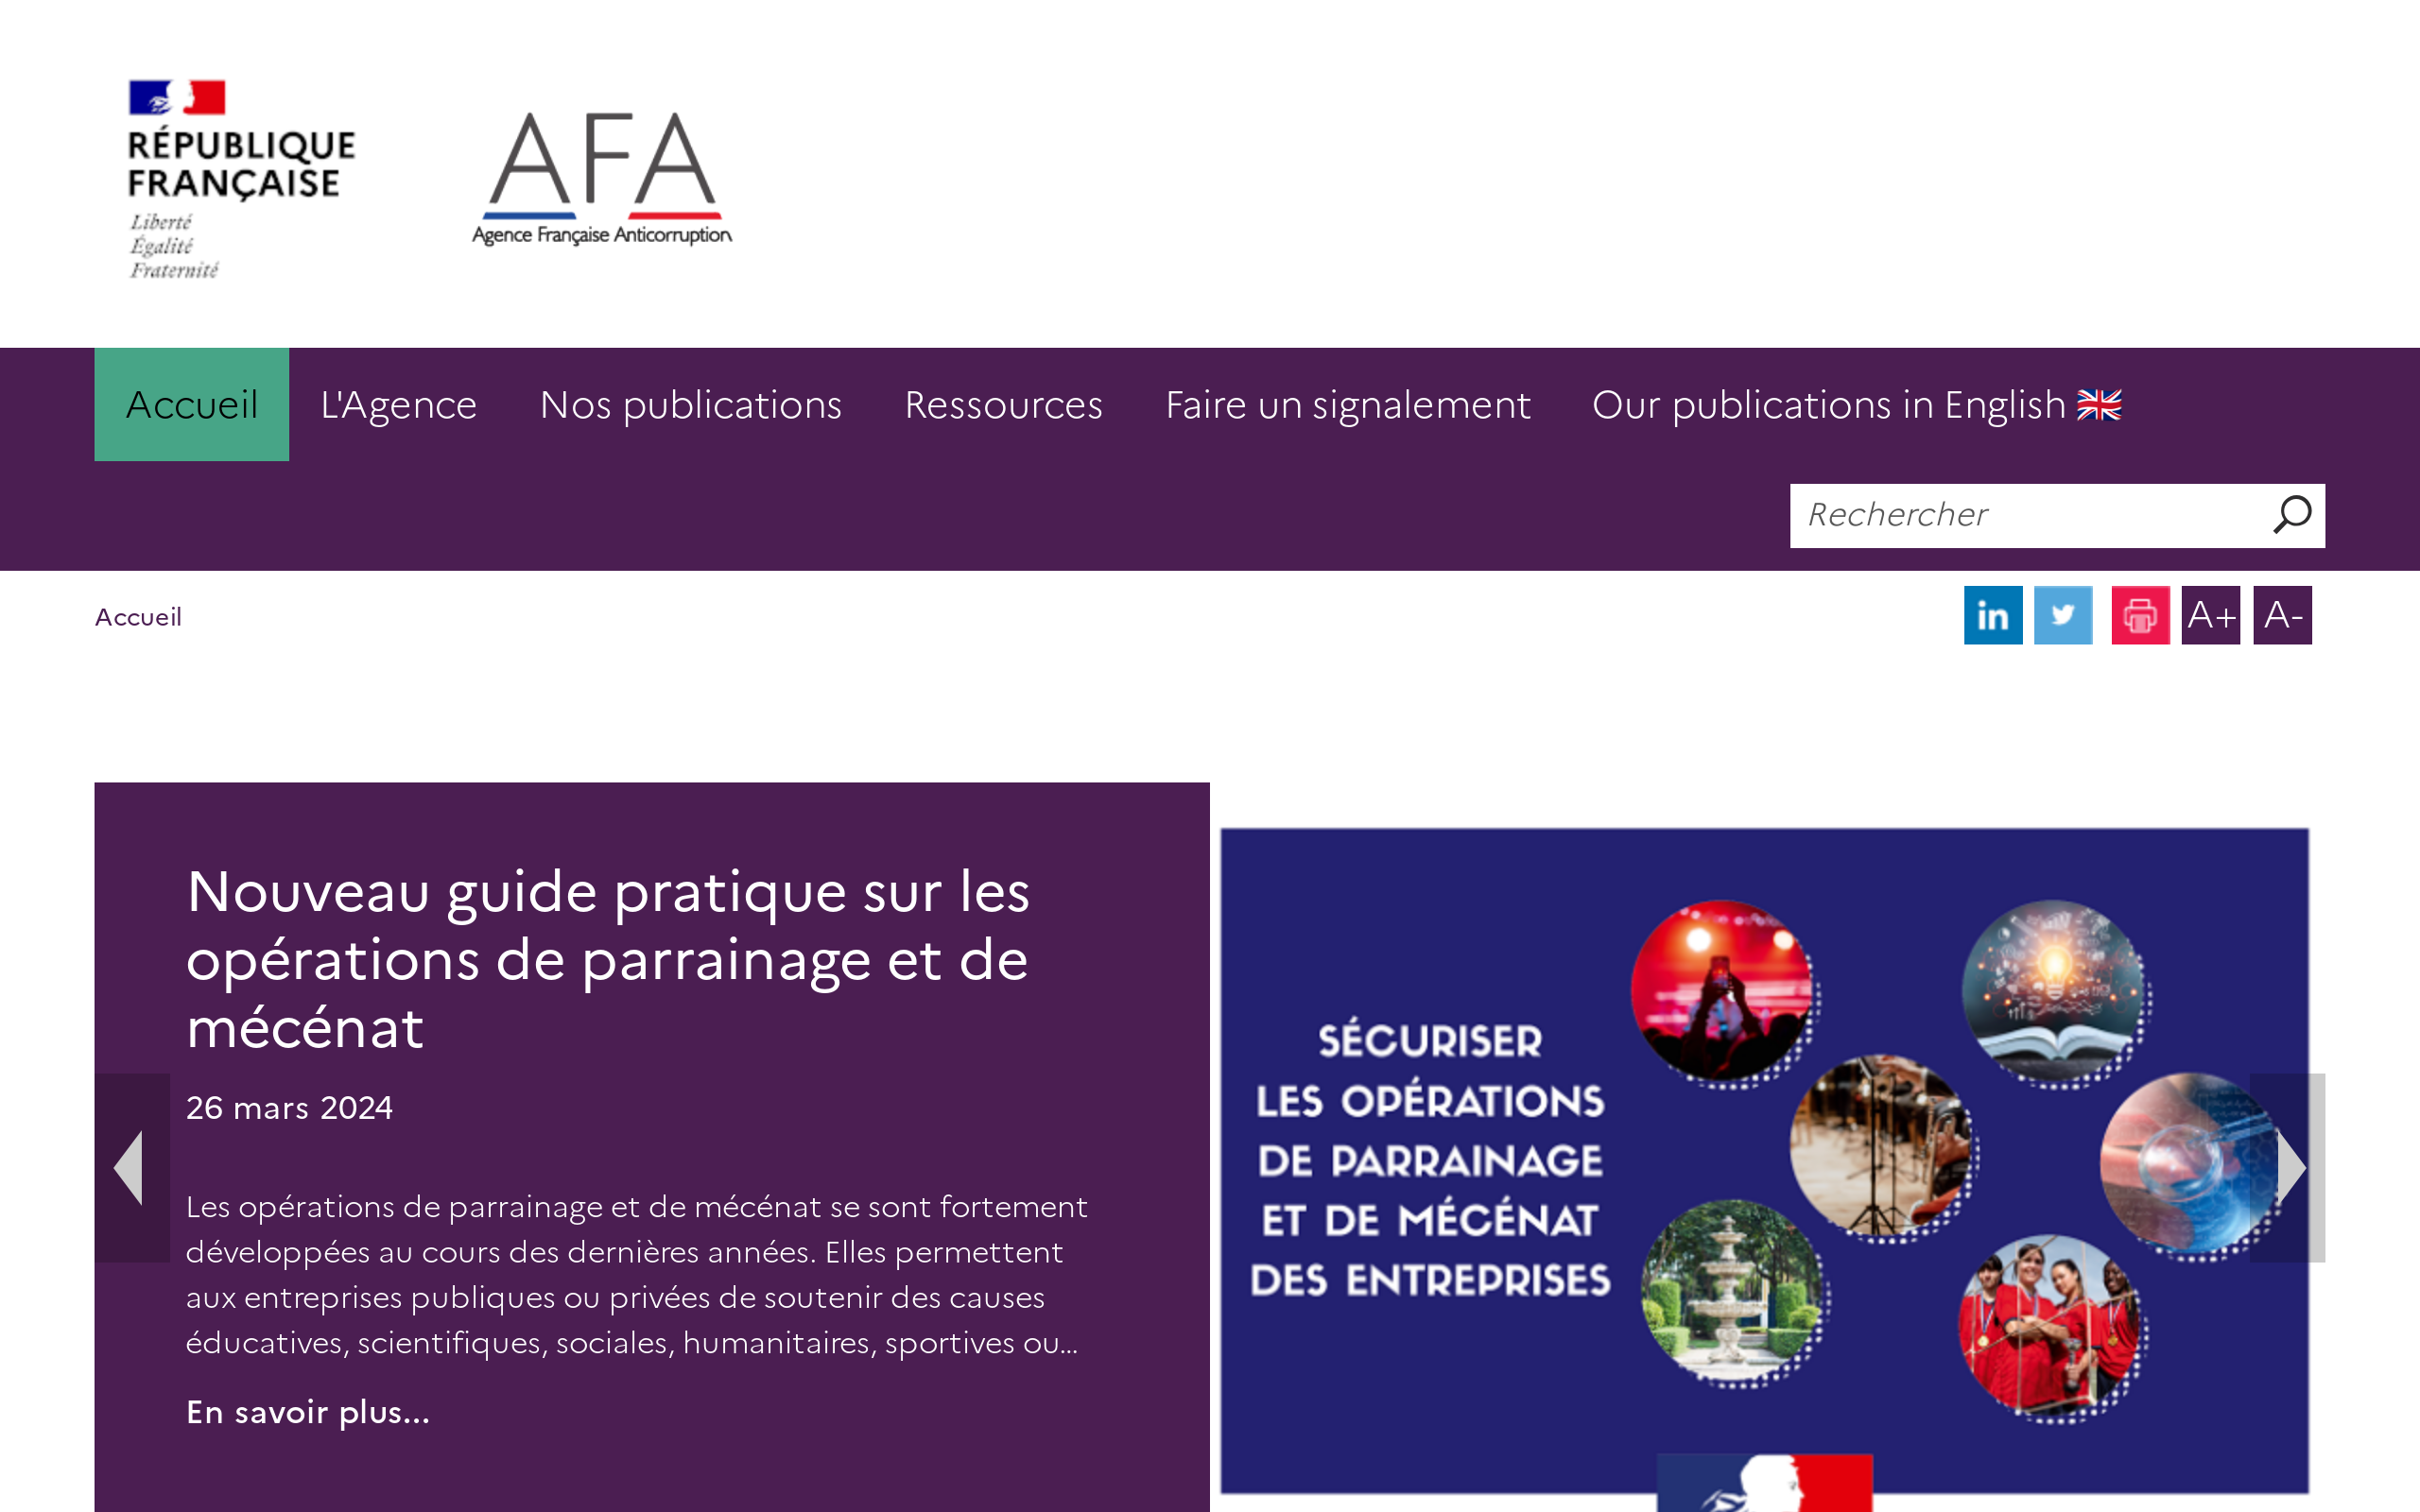 RÉPUBLIQUE
FRANÇAISE
Liberté
Égalité
Fraternité
AFA
Agence Française Anticorruption
Accueil L'Agence Nos publications Ressources Faire un signalement Our publications in English 🇬🇧
Rechercher
Accueil
in A+ A-
Nouveau guide pratique sur les
opérations de parrainage et de
mécénat
26 mars 2024
Les opérations de parrainage et de mécénat se sont fortement
développées au cours des dernières années. Elles permettent
aux entreprises publiques ou privées de soutenir des causes
éducatives, scientifiques, sociales, humanitaires, sportives ou...
En savoir plus...
SÉCURISER
LES OPÉRATIONS
DE PARRAINAGE
ET DE MÉCÉNAT
DES ENTREPRISES